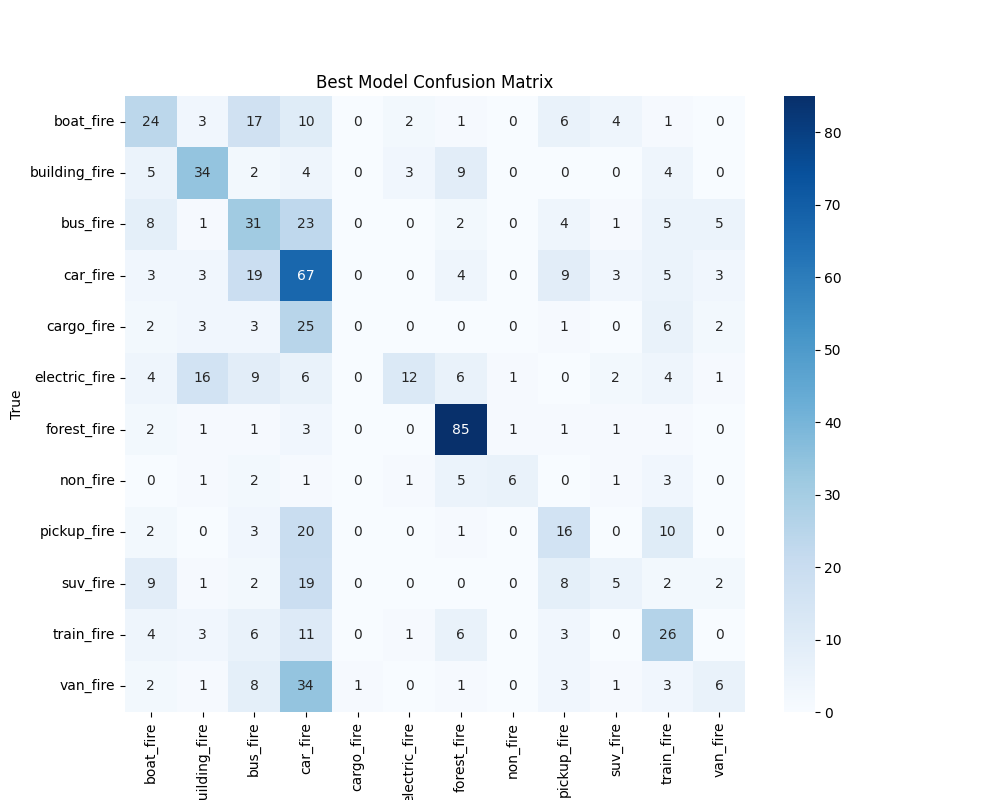 Best Model Confusion Matrix
boat_fire 24 3 17 10 0 2 1 0 6 4 1 0
building_fire 5 34 2 4 0 3 9 0 0 0 4 0
bus_fire 8 1 31 23 0 0 2 0 4 1 5 5
car_fire 3 3 19 67 0 0 4 0 9 3 5 3
cargo_fire 2 3 3 25 0 0 0 0 1 0 6 2
electric_fire 4 16 9 6 0 12 6 1 0 2 4 1
forest_fire 2 1 1 3 0 0 85 1 1 1 1 0
non_fire 0 1 2 1 0 1 5 6 0 1 3 0
pickup_fire 2 0 3 20 0 0 1 0 16 0 10 0
suv_fire 9 1 2 19 0 0 0 0 8 5 2 2
train_fire 4 3 6 11 0 1 6 0 3 0 26 0
van_fire 2 1 8 34 1 0 1 0 3 1 3 6
True
boat_fire uilding_fire bus_fire car_fire cargo_fire electric_fire forest_fire non_fire pickup_fire suv_fire train_fire van_fire
80
70
60
50
40
30
20
10
0